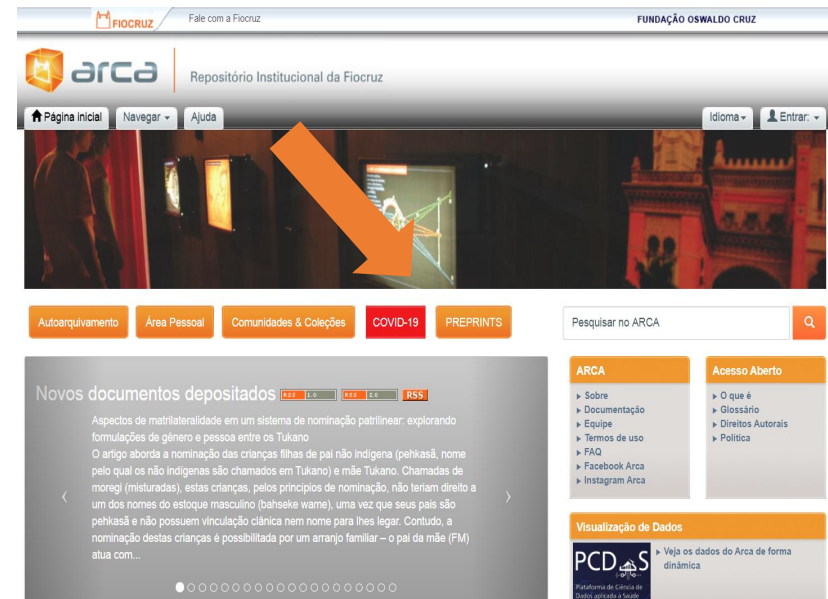 FIOCRUZ
Fale com a Fiocruz
FUNDAÇÃO OSWALDO CRUZ
arca
Repositório Institucional da Fiocruz
Página inicial
Navegar
Ajuda
Idioma
Entrar:
Autoarquivamento
Área Pessoal
Comunidades & Coleções
COVID-19
PREPRINTS
Pesquisar no ARCA
Novos documentos depositados RSS 1.0 RSS 2.0 RSS
Aspectos de matrilateralidade em um sistema de nominação patrilinear: explorando
formulações de gênero e pessoa entre os Tukano
O artigo aborda a nominação das crianças filhas de pai não indígena (pehkasã, nome
pelo qual os não indígenas são chamados em Tukano) e mãe Tukano. Chamadas de
moregi (misturadas), estas crianças, pelos princípios de nominação, não teriam direito a
um dos nomes do estoque masculino (bahseke wame), uma vez que seus pais são
pehkasã e não possuem vinculação clânica nem nome para lhes legar. Contudo, a
nominação destas crianças é possibilitada por um arranjo familiar – o pai da mãe (FM)
atua com...
ARCA
Sobre
Documentação
Equipe
Termos de uso
FAQ
Facebook Arca
Instagram Arca
Acesso Aberto
O que é
Glossário
Direitos Autorais
Política
Visualização de Dados
PCDaS
Plataforma de Ciência de
Dados aplicada à Saúde
Veja os dados do Arca de forma
dinâmica